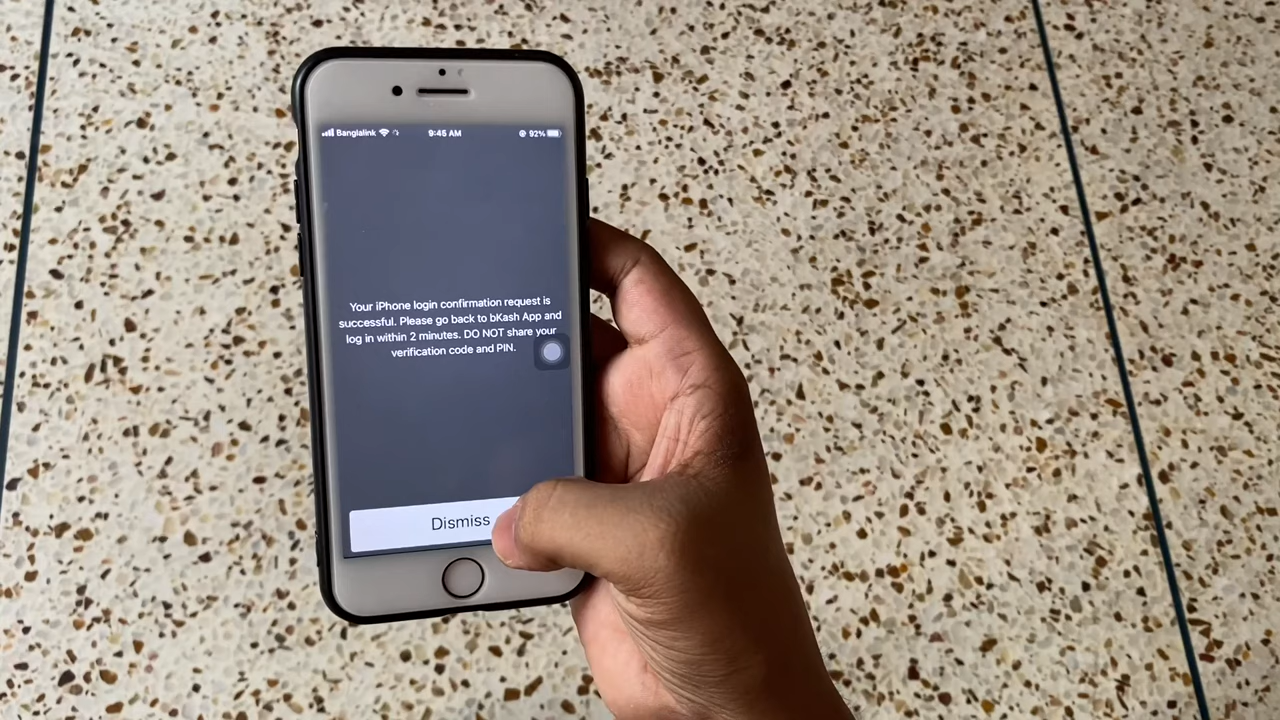 Banglalink 9:45 AM 92%
Your iPhone login confirmation request is
successful. Please go back to bKash App and
log in within 2 minutes. DO NOT share your
verification code and PIN.
Dismiss